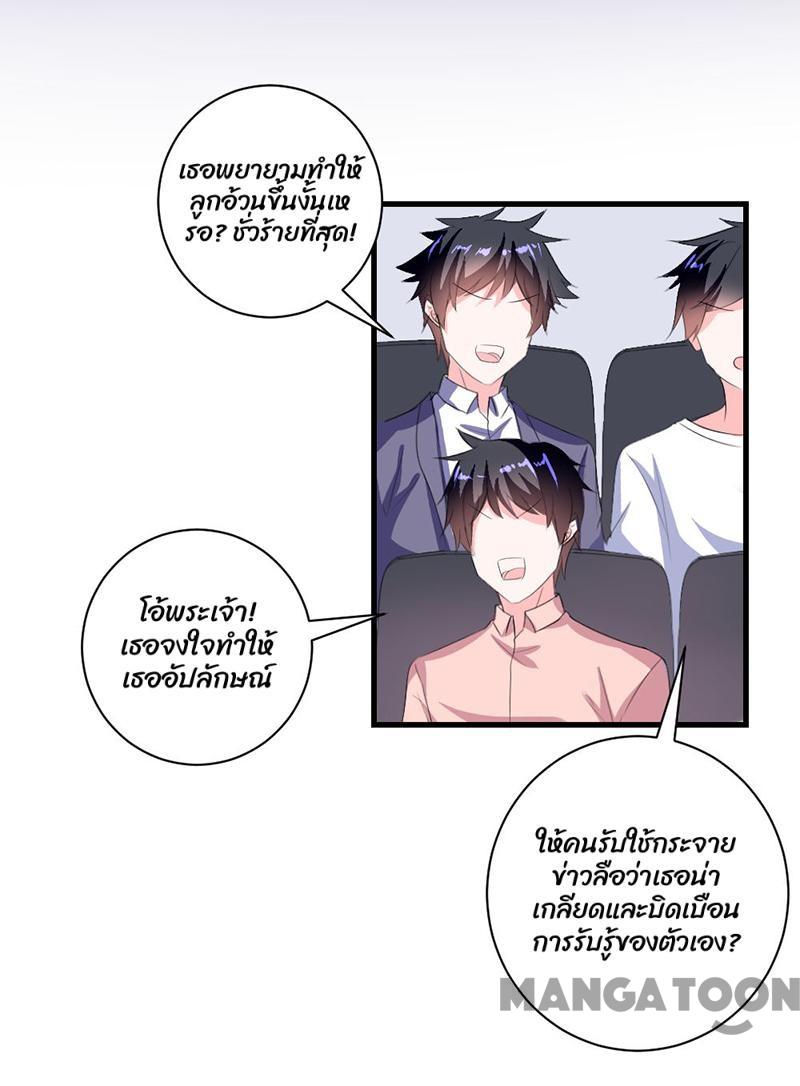 เธอพยายามทำให้
ลูกอ้วนขึ้นงั้นเห
รอ? ชั่วร้ายที่สุด!
โอ้พระเจ้า!
เธอจงใจทำให้
เธออัปลักษณ์
ให้คนรับใช้กระจาย
ข่าวลือว่าเธอน่า
เกลียดและบิดเบือน
การรับรู้ของตัวเอง?
MANGATOON